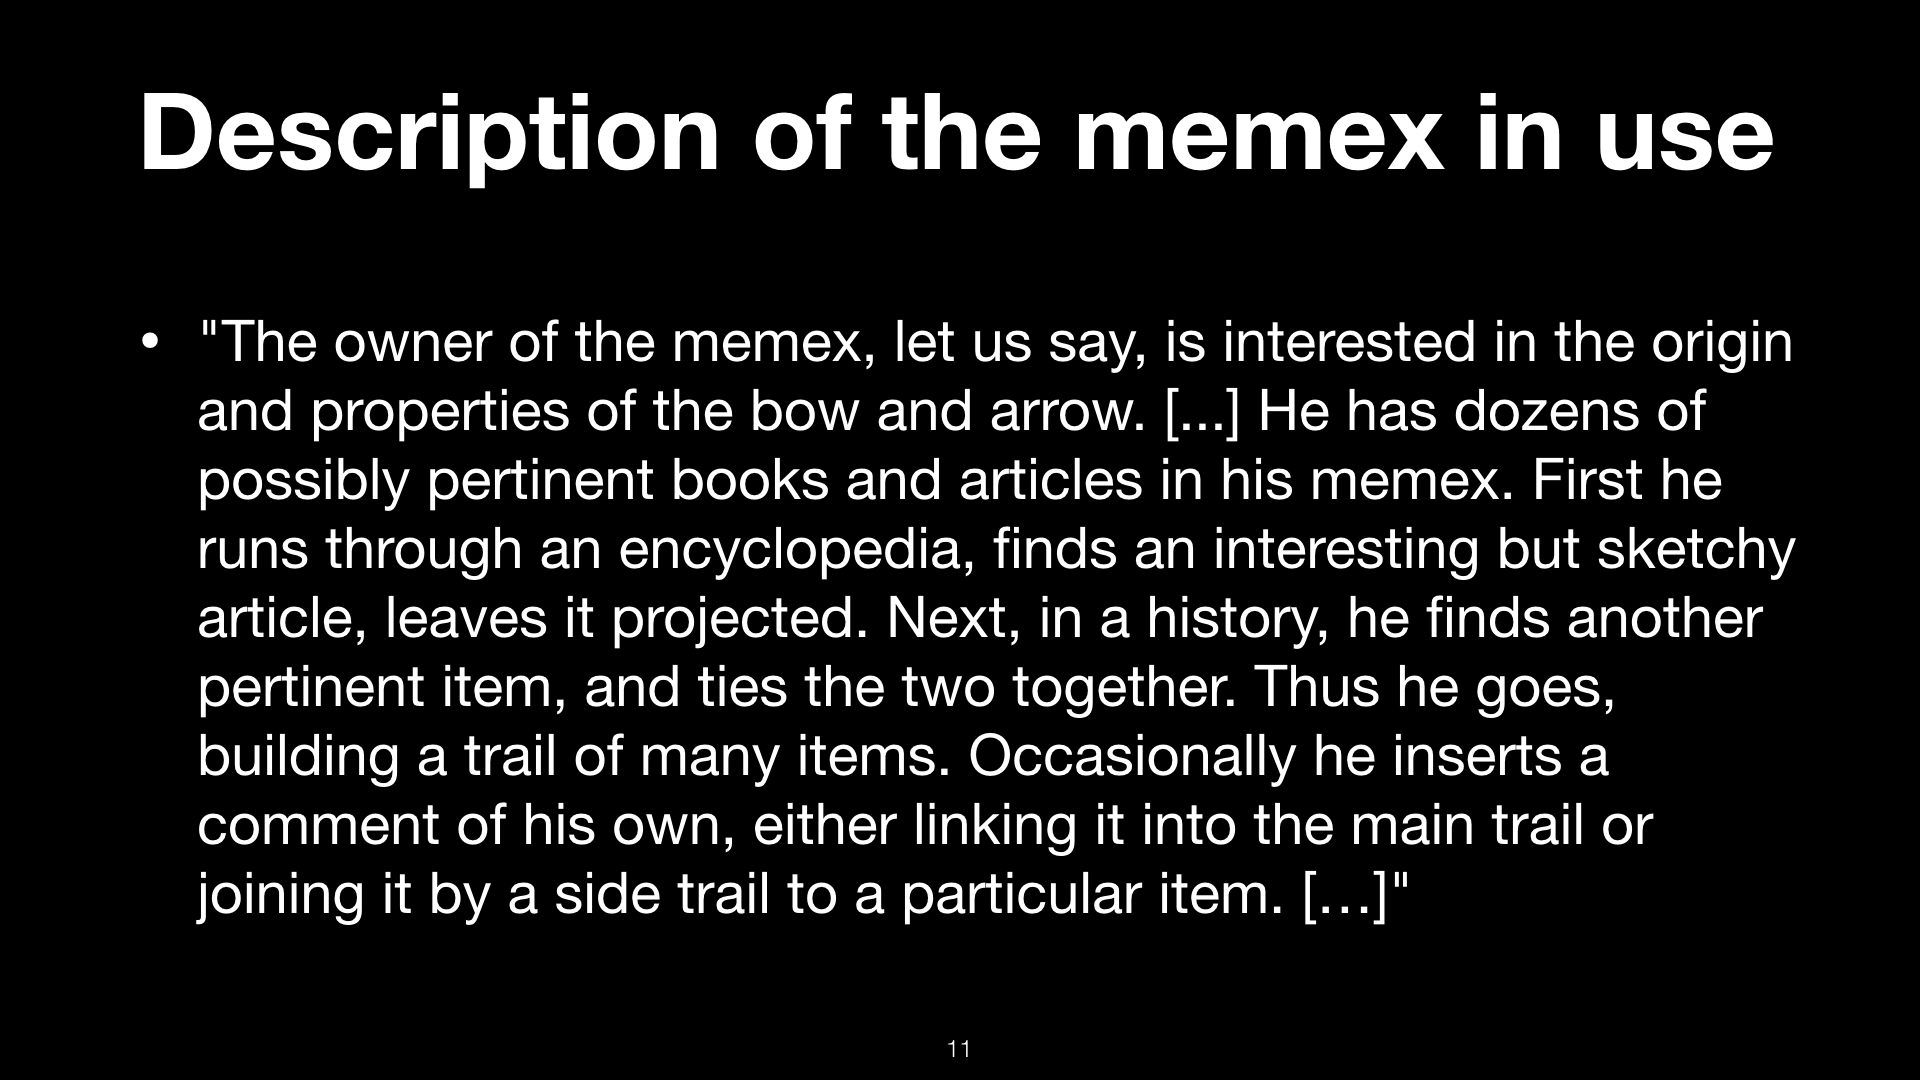 Description of the memex in use
• "The owner of the memex, let us say, is interested in the origin
and properties of the bow and arrow. [...] He has dozens of
possibly pertinent books and articles in his memex. First he
runs through an encyclopedia, finds an interesting but sketchy
article, leaves it projected. Next, in a history, he finds another
pertinent item, and ties the two together. Thus he goes,
building a trail of many items. Occasionally he inserts a
comment of his own, either linking it into the main trail or
joining it by a side trail to a particular item. […]"
11